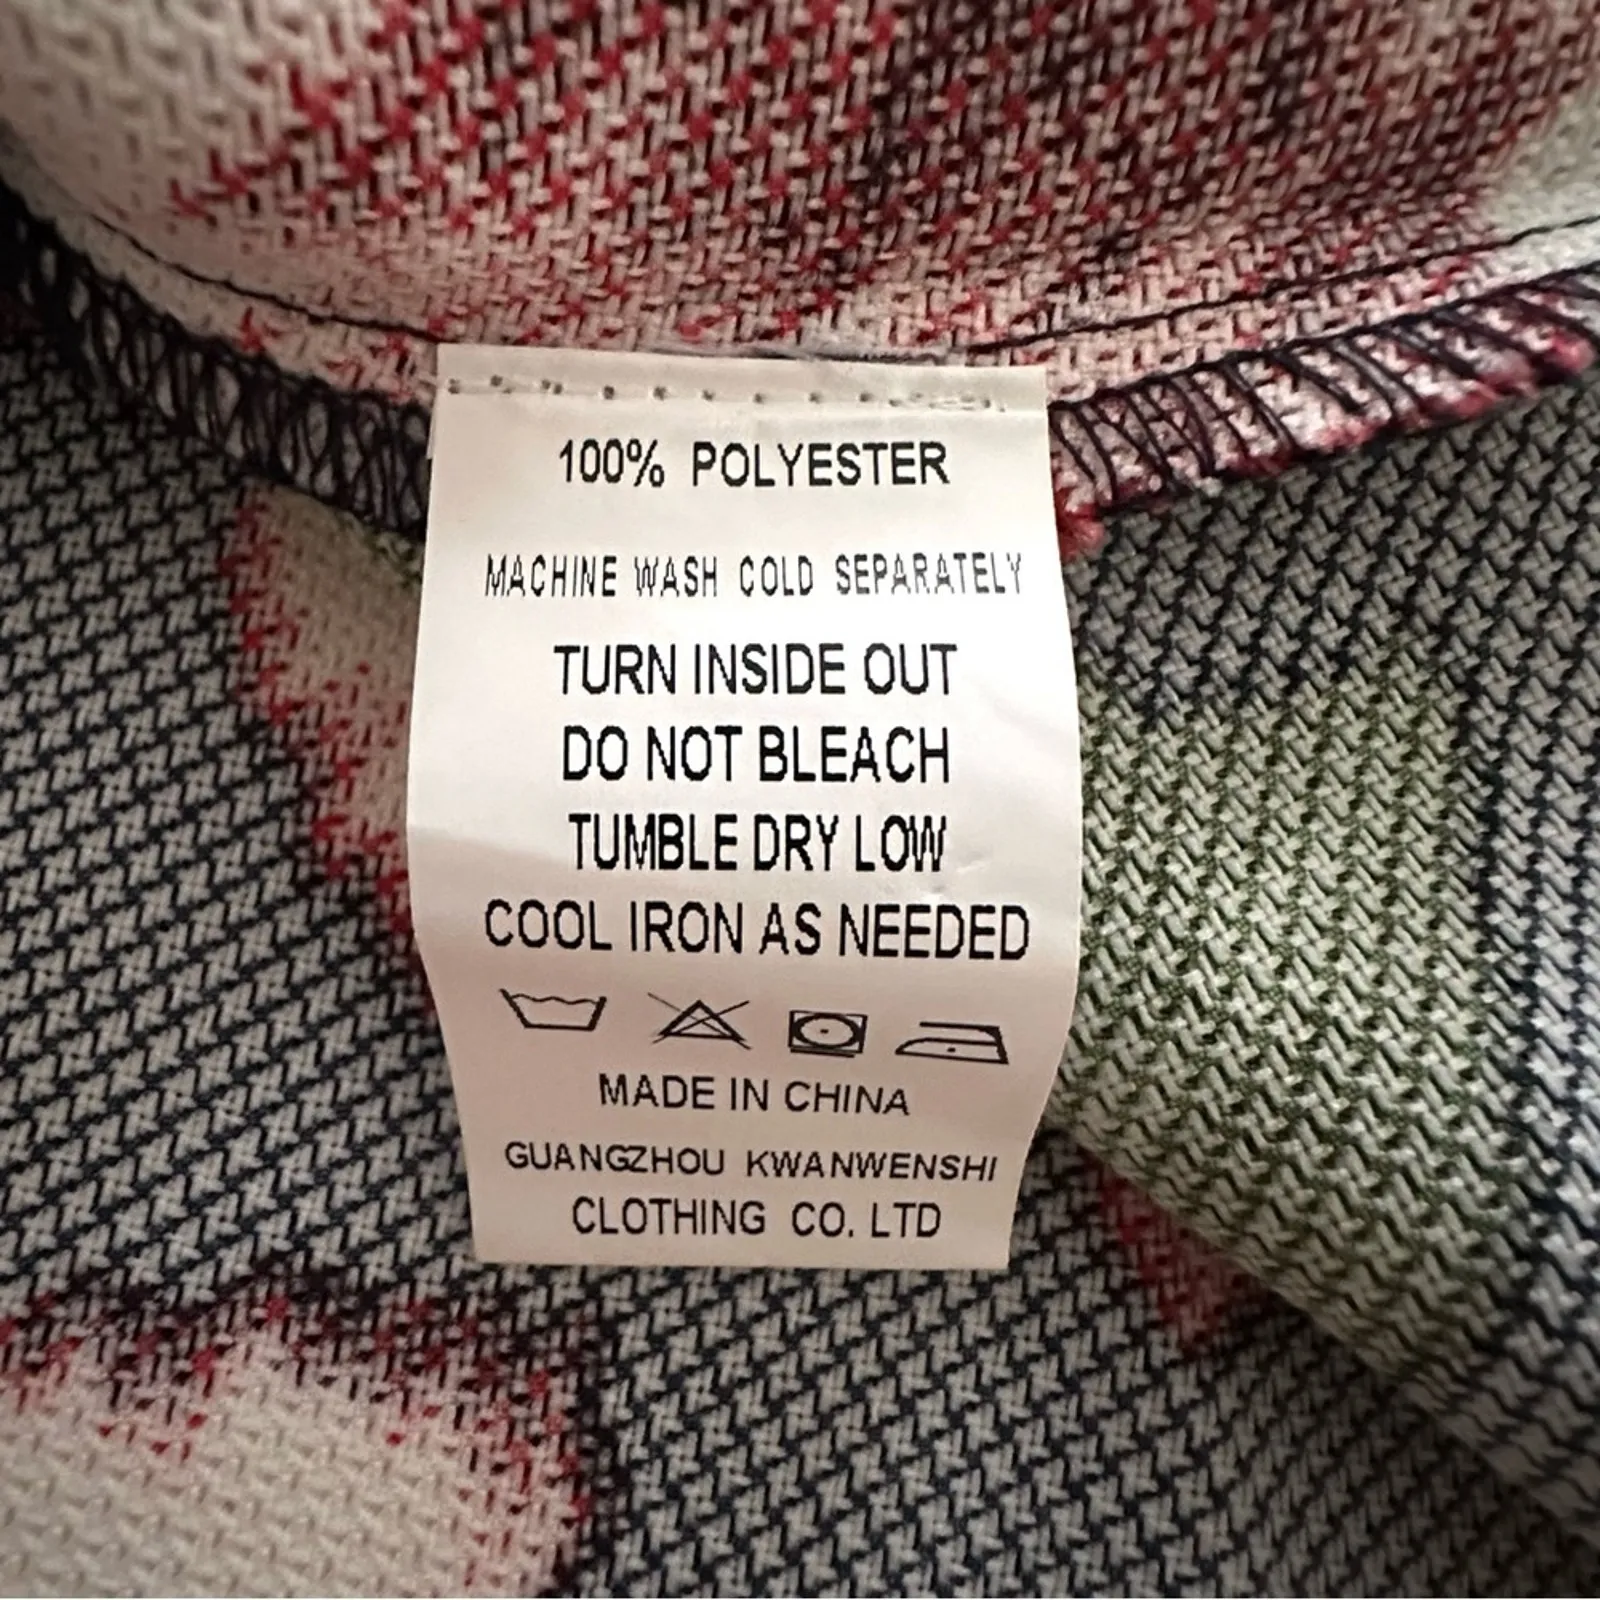 100% POLYESTER
MACHINE WASH COLD SEPARATELY
TURN INSIDE OUT
DO NOT BLEACH
TUMBLE DRY LOW
COOL IRON AS NEEDED
MADE IN CHINA
GUANGZHOU KWANWENSHI
CLOTHING CO. LTD